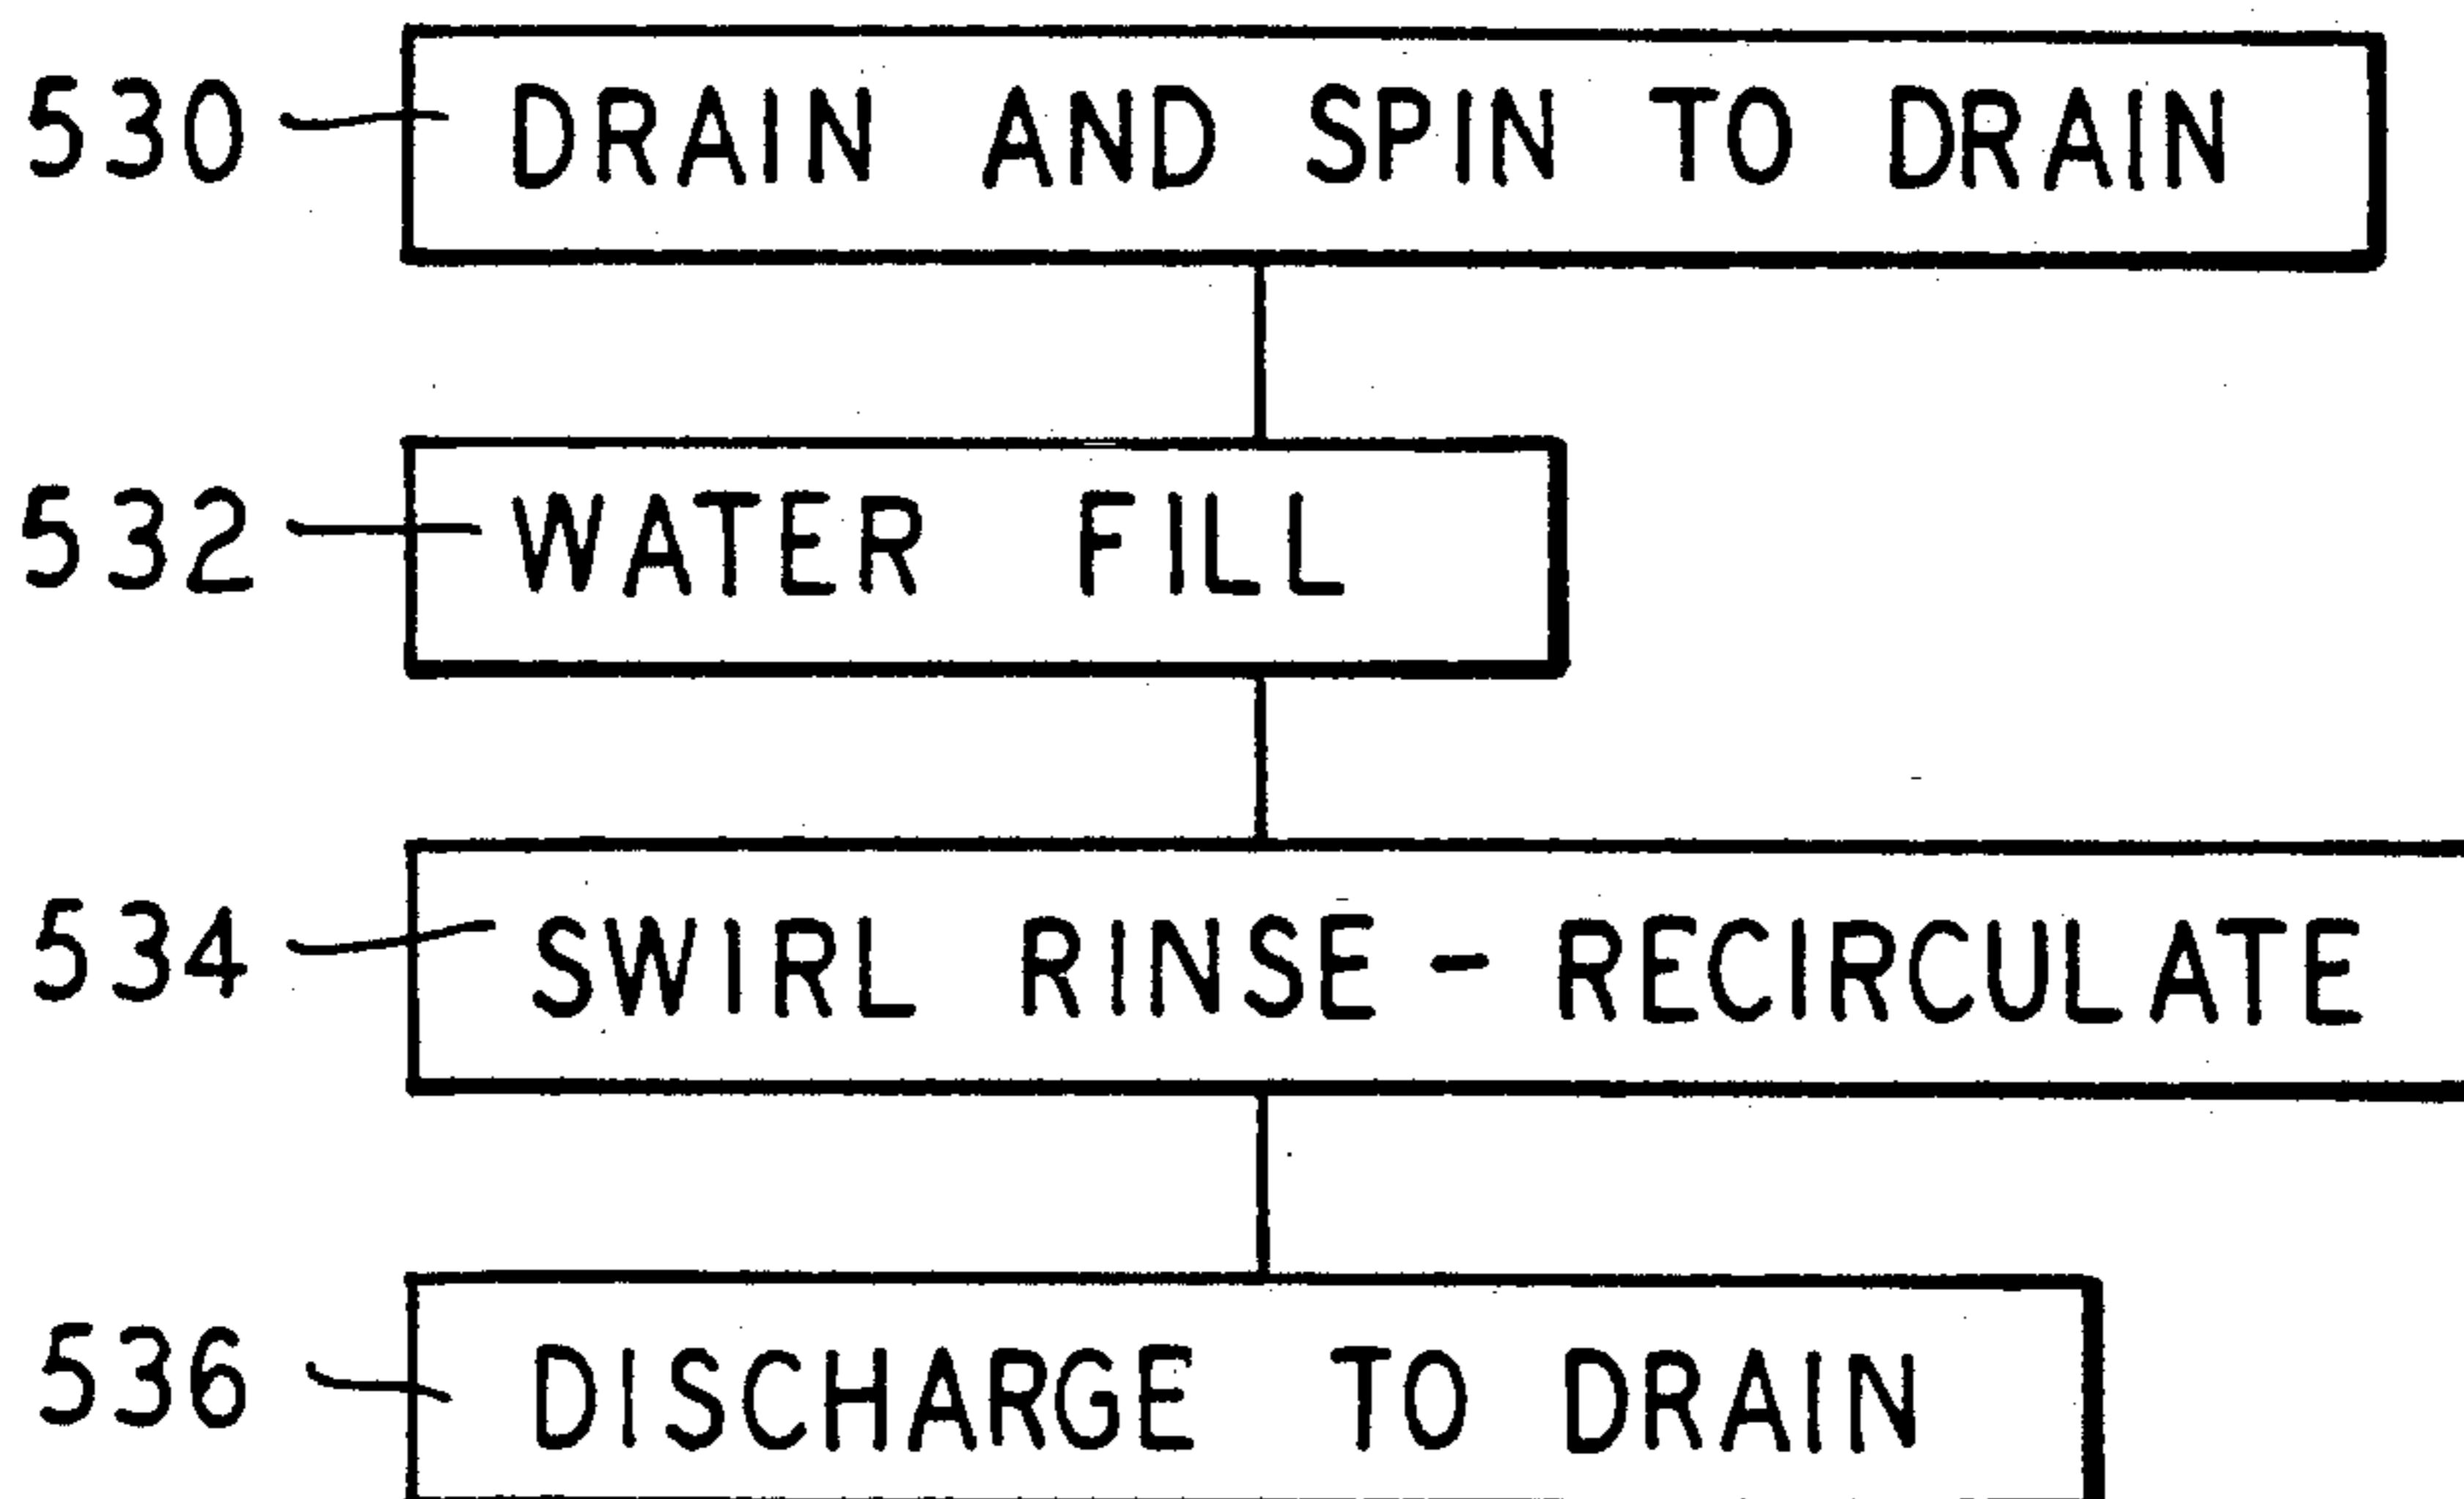 530 DRAIN AND SPIN TO DRAIN
532 WATER FILL
534 SWIRL RINSE - RECIRCULATE
536 DISCHARGE TO DRAIN